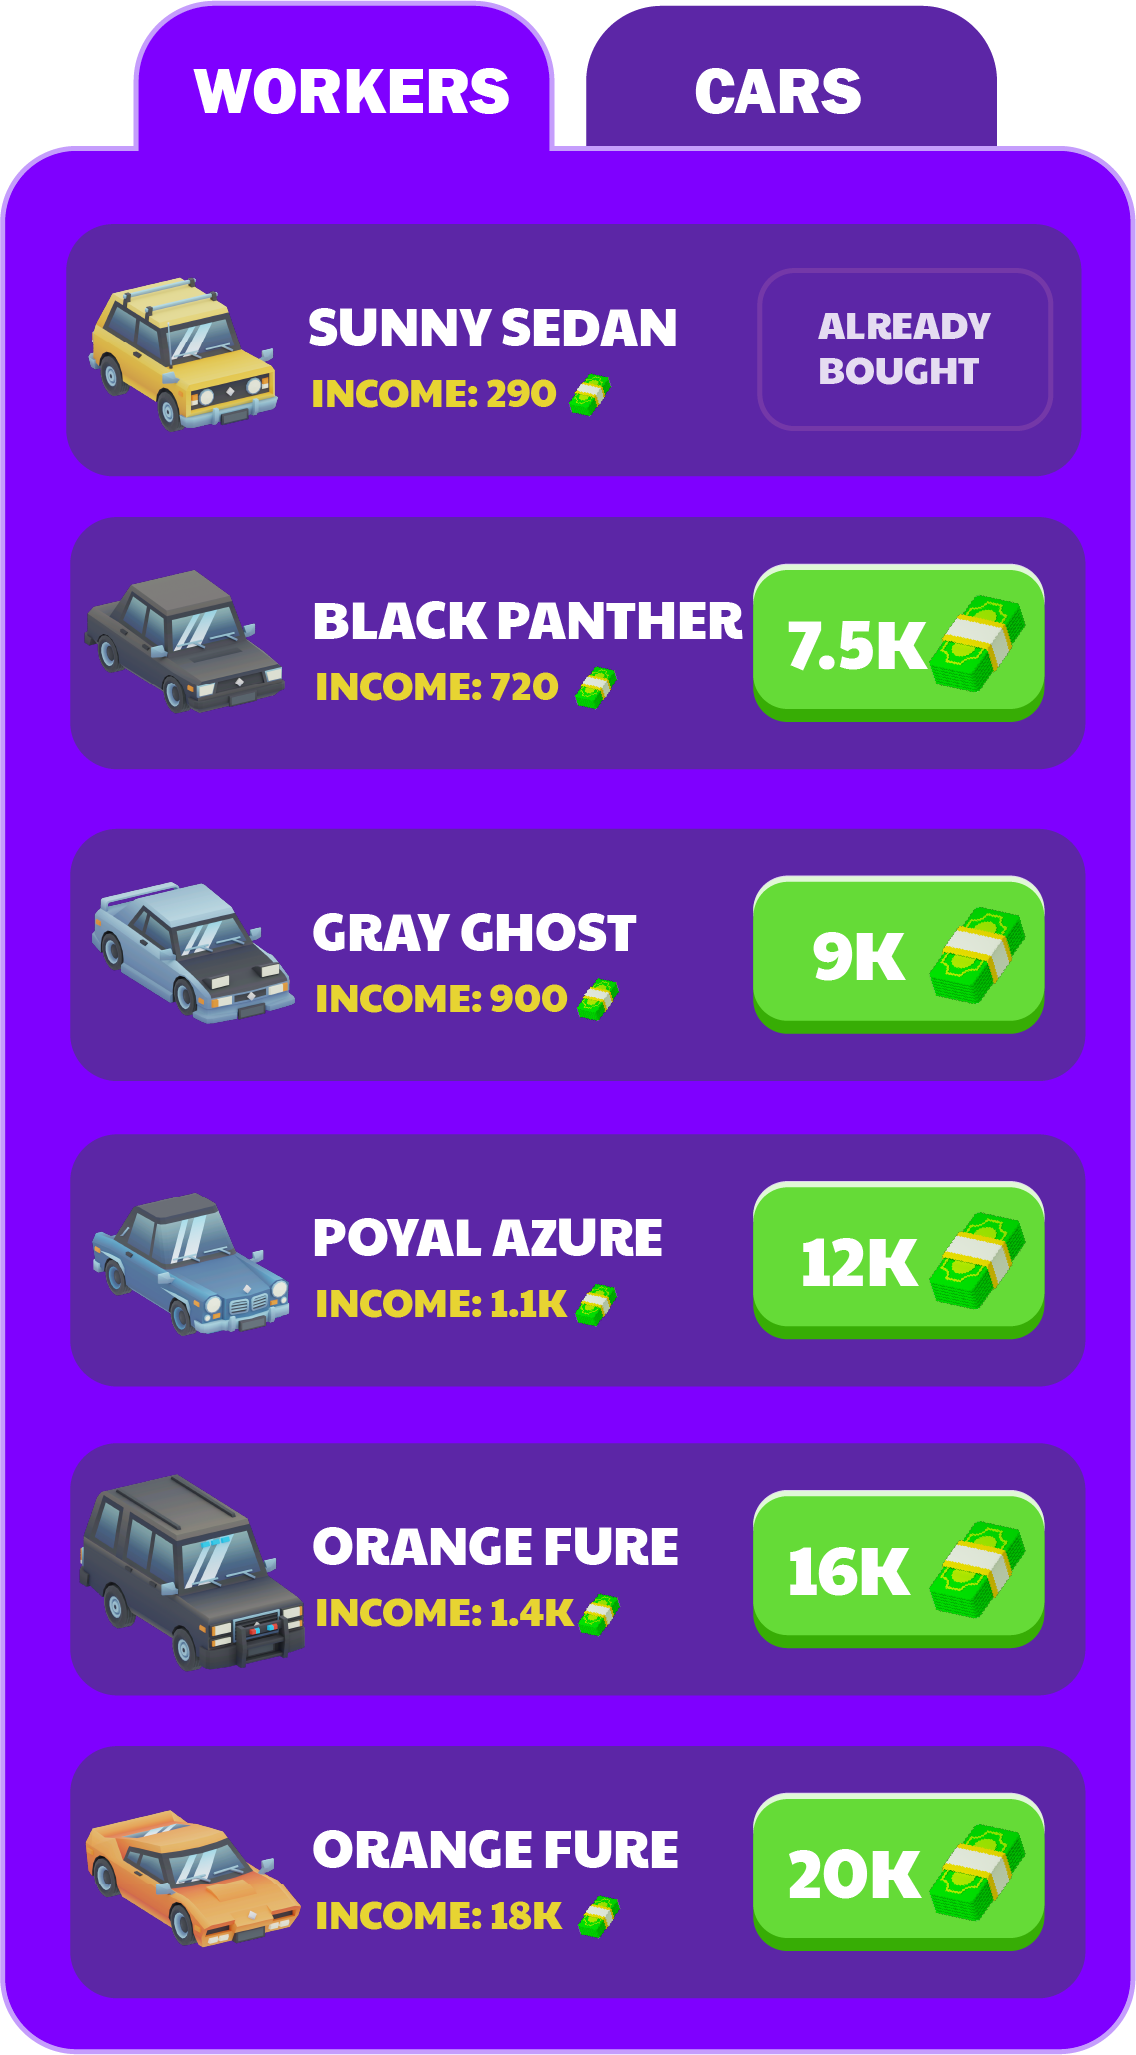 WORKERS
CARS
SUNNY SEDAN
INCOME: 290
ALREADY
BOUGHT
BLACK PANTHER
INCOME: 720
7.5K
GRAY GHOST
INCOME: 900
9K
POYAL AZURE
INCOME: 1.1K
12K
ORANGE FURE
INCOME: 1.4K
16K
ORANGE FURE
INCOME: 18K
20K